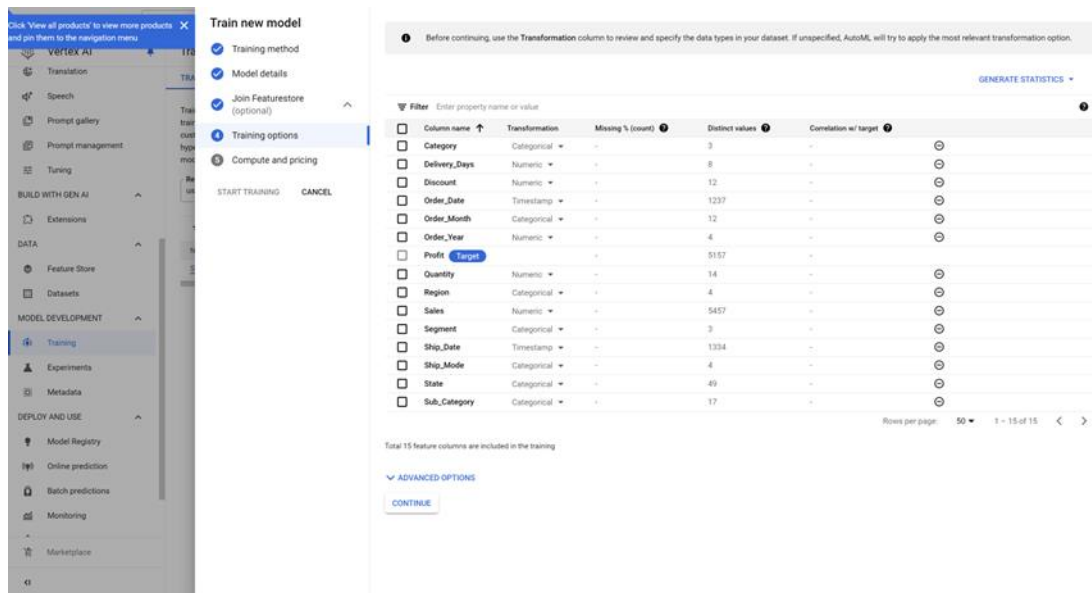 Click 'View all products' to view more products
and pin them to the navigation menu
Vertex AI
Translation
Speech
Prompt gallery
Prompt management
Tuning
BUILD WITH GEN AI
Extensions
DATA
Feature Store
Datasets
MODEL DEVELOPMENT
Training
Experiments
Metadata
DEPLOY AND USE
Model Registry
Online prediction
Batch predictions
Monitoring
Marketplace
Train new model
Training method
Model details
Join Featurestore
(optional)
4 Training options
5 Compute and pricing
START TRAINING CANCEL
Before continuing, use the Transformation column to review and specify the data types in your dataset. If unspecified, AutoML will try to apply the most relevant transformation option.
GENERATE STATISTICS
Filter Enter property name or value
Column name Transformation Missing % (count) Distinct values Correlation w/ target
Category Categorical - 3 -
Delivery_Days Numeric - 8 -
Discount Numeric - 12 -
Order_Date Timestamp - 1237 -
Order_Month Categorical - 12 -
Order_Year Numeric - 4 -
Profit Target - 5157 -
Quantity Numeric - 14 -
Region Categorical - 4 -
Sales Numeric - 5457 -
Segment Categorical - 3 -
Ship_Date Timestamp - 1334 -
Ship_Mode Categorical - 4 -
State Categorical - 49 -
Sub_Category Categorical - 17 -
Rows per page: 50 1 – 15 of 15
Total 15 feature columns are included in the training
ADVANCED OPTIONS
CONTINUE